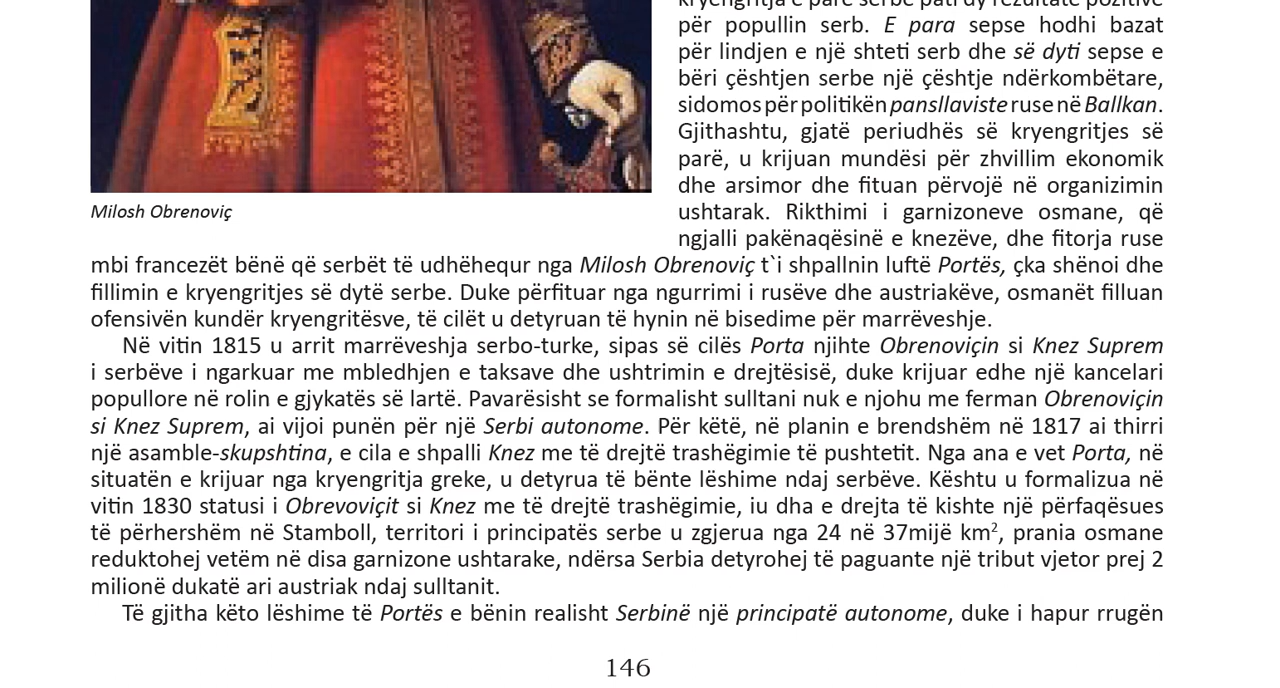 kryengritja e parë serbe pati dy rezultate pozitive
për popullin serb. E para sepse hodhi bazat
për lindjen e një shteti serb dhe së dyti sepse e
bëri çështjen serbe një çështje ndërkombëtare,
sidomos për politikën pansllaviste ruse në Ballkan.
Gjithashtu, gjatë periudhës së kryengritjes së
parë, u krijuan mundësi për zhvillim ekonomik
dhe arsimor dhe fituan përvojë në organizimin
ushtarak. Rikthimi i garnizoneve osmane, që
ngjalli pakënaqësinë e knezëve, dhe fitorja ruse
Milosh Obrenoviç
mbi francezët bënë që serbët të udhëhequr nga Milosh Obrenoviç t`i shpallnin luftë Portës, çka shënoi dhe
fillimin e kryengritjes së dytë serbe. Duke përfituar nga ngurrimi i rusëve dhe austriakëve, osmanët filluan
ofensivën kundër kryengritësve, të cilët u detyruan të hynin në bisedime për marrëveshje.
Në vitin 1815 u arrit marrëveshja serbo-turke, sipas së cilës Porta njihte Obrenoviçin si Knez Suprem
i serbëve i ngarkuar me mbledhjen e taksave dhe ushtrimin e drejtësisë, duke krijuar edhe një kancelari
popullore në rolin e gjykatës së lartë. Pavarësisht se formalisht sulltani nuk e njohu me ferman Obrenoviçin
si Knez Suprem, ai vijoi punën për një Serbi autonome. Për këtë, në planin e brendshëm në 1817 ai thirri
një asamble-skupshtina, e cila e shpalli Knez me të drejtë trashëgimie të pushtetit. Nga ana e vet Porta, në
situatën e krijuar nga kryengritja greke, u detyrua të bënte lëshime ndaj serbëve. Kështu u formalizua në
vitin 1830 statusi i Obrevoviçit si Knez me të drejtë trashëgimie, iu dha e drejta të kishte një përfaqësues
të përhershëm në Stamboll, territori i principatës serbe u zgjerua nga 24 në 37mijë km², prania osmane
reduktohej vetëm në disa garnizone ushtarake, ndërsa Serbia detyrohej të paguante një tribut vjetor prej 2
milionë dukatë ari austriak ndaj sulltanit.
Të gjitha këto lëshime të Portës e bënin realisht Serbinë një principatë autonome, duke i hapur rrugën
146